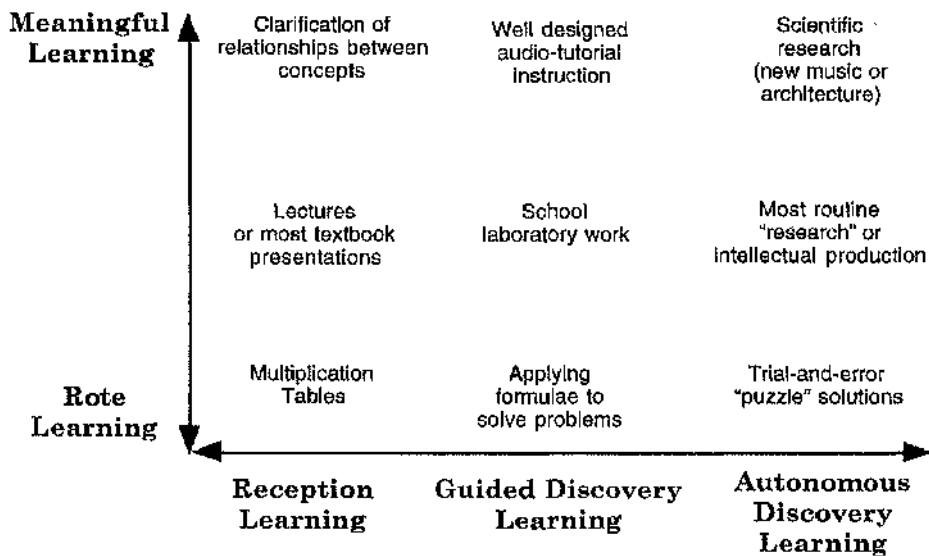 Meaningful
Learning
Clarification of
relationships between
concepts
Well designed
audio-tutorial
instruction
Scientific
research
(new music or
architecture)
Lectures
or most textbook
presentations
School
laboratory work
Most routine
"research" or
intellectual production
Rote
Learning
Multiplication
Tables
Applying
formulae to
solve problems
Trial-and-error
"puzzle" solutions
Reception
Learning
Guided Discovery
Learning
Autonomous
Discovery
Learning